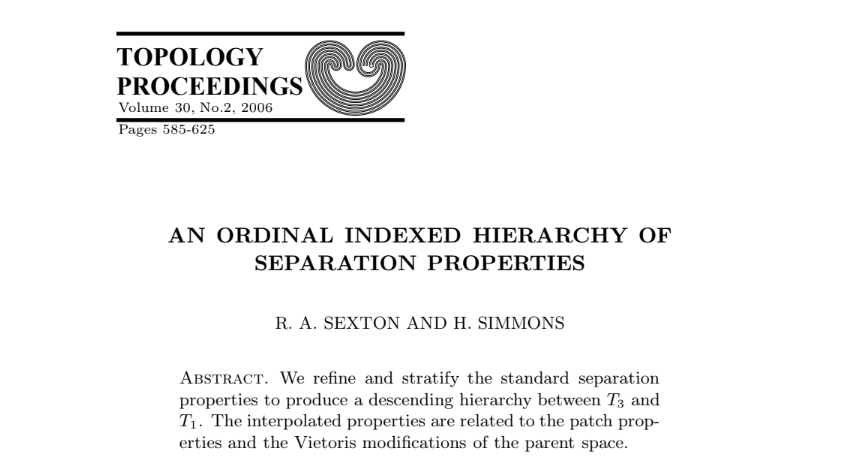 TOPOLOGY
PROCEEDINGS
Volume 30, No.2, 2006
Pages 585-625
AN ORDINAL INDEXED HIERARCHY OF
SEPARATION PROPERTIES
R. A. SEXTON AND H. SIMMONS
Abstract. We refine and stratify the standard separation
properties to produce a descending hierarchy between T₃ and
T₁. The interpolated properties are related to the patch prop-
erties and the Vietoris modifications of the parent space.